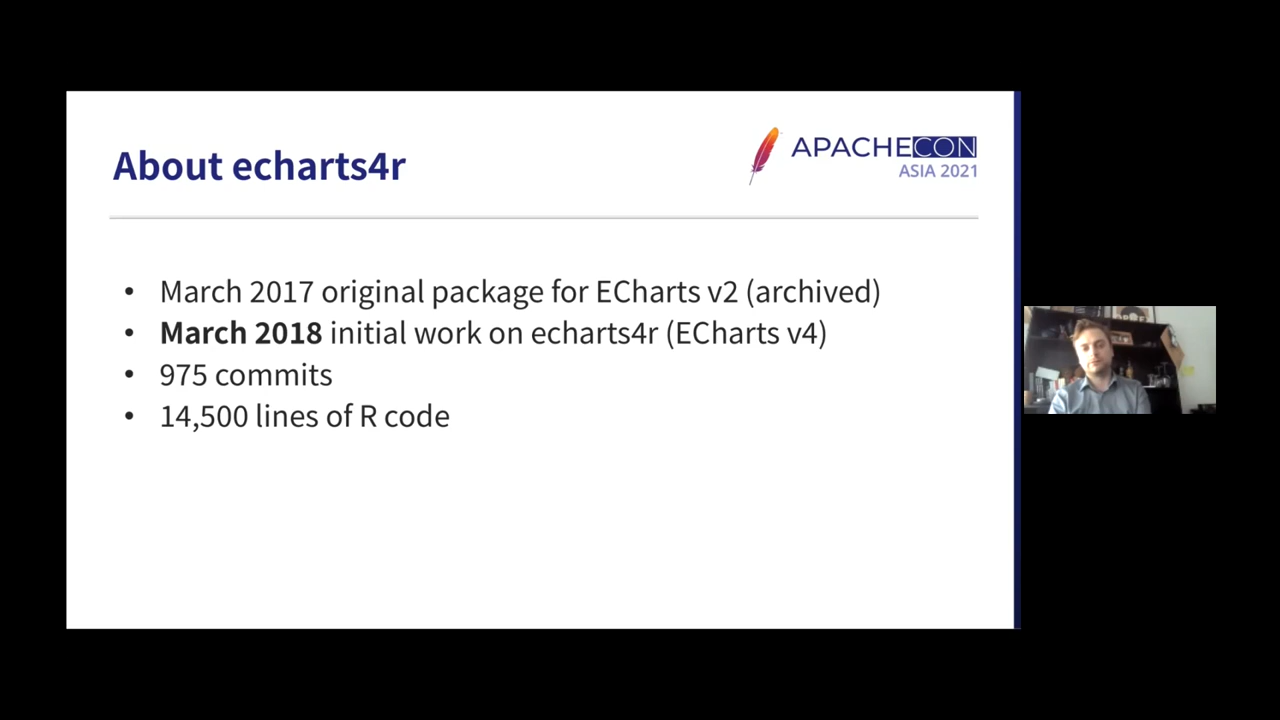 About echarts4r
APACHECON
ASIA 2021
• March 2017 original package for ECharts v2 (archived)
• March 2018 initial work on echarts4r (ECharts v4)
• 975 commits
• 14,500 lines of R code